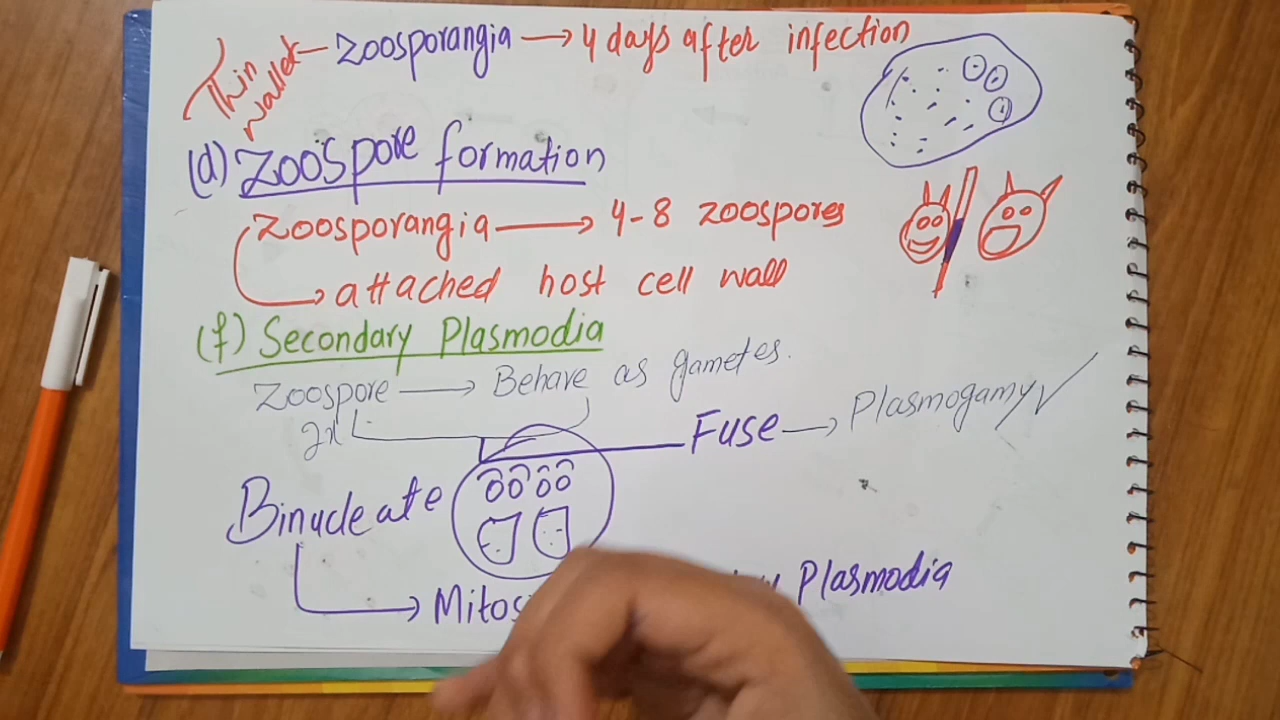 Thin walled — Zoosporangia → 4 days after infection
(d) Zoospore formation
Zoosporangia → 4-8 zoospores
→ attached host cell wall
(f) Secondary Plasmodia
Zoospore → Behave as gametes.
Fuse → Plasmogamy ✓
Binucleate
→ Plasmodia